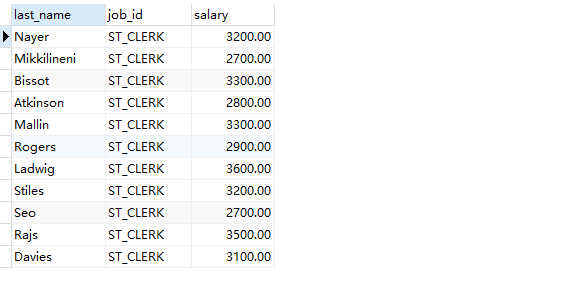 last_name job_id salary
Nayer ST_CLERK 3200.00
Mikkilineni ST_CLERK 2700.00
Bissot ST_CLERK 3300.00
Atkinson ST_CLERK 2800.00
Mallin ST_CLERK 3300.00
Rogers ST_CLERK 2900.00
Ladwig ST_CLERK 3600.00
Stiles ST_CLERK 3200.00
Seo ST_CLERK 2700.00
Rajs ST_CLERK 3500.00
Davies ST_CLERK 3100.00